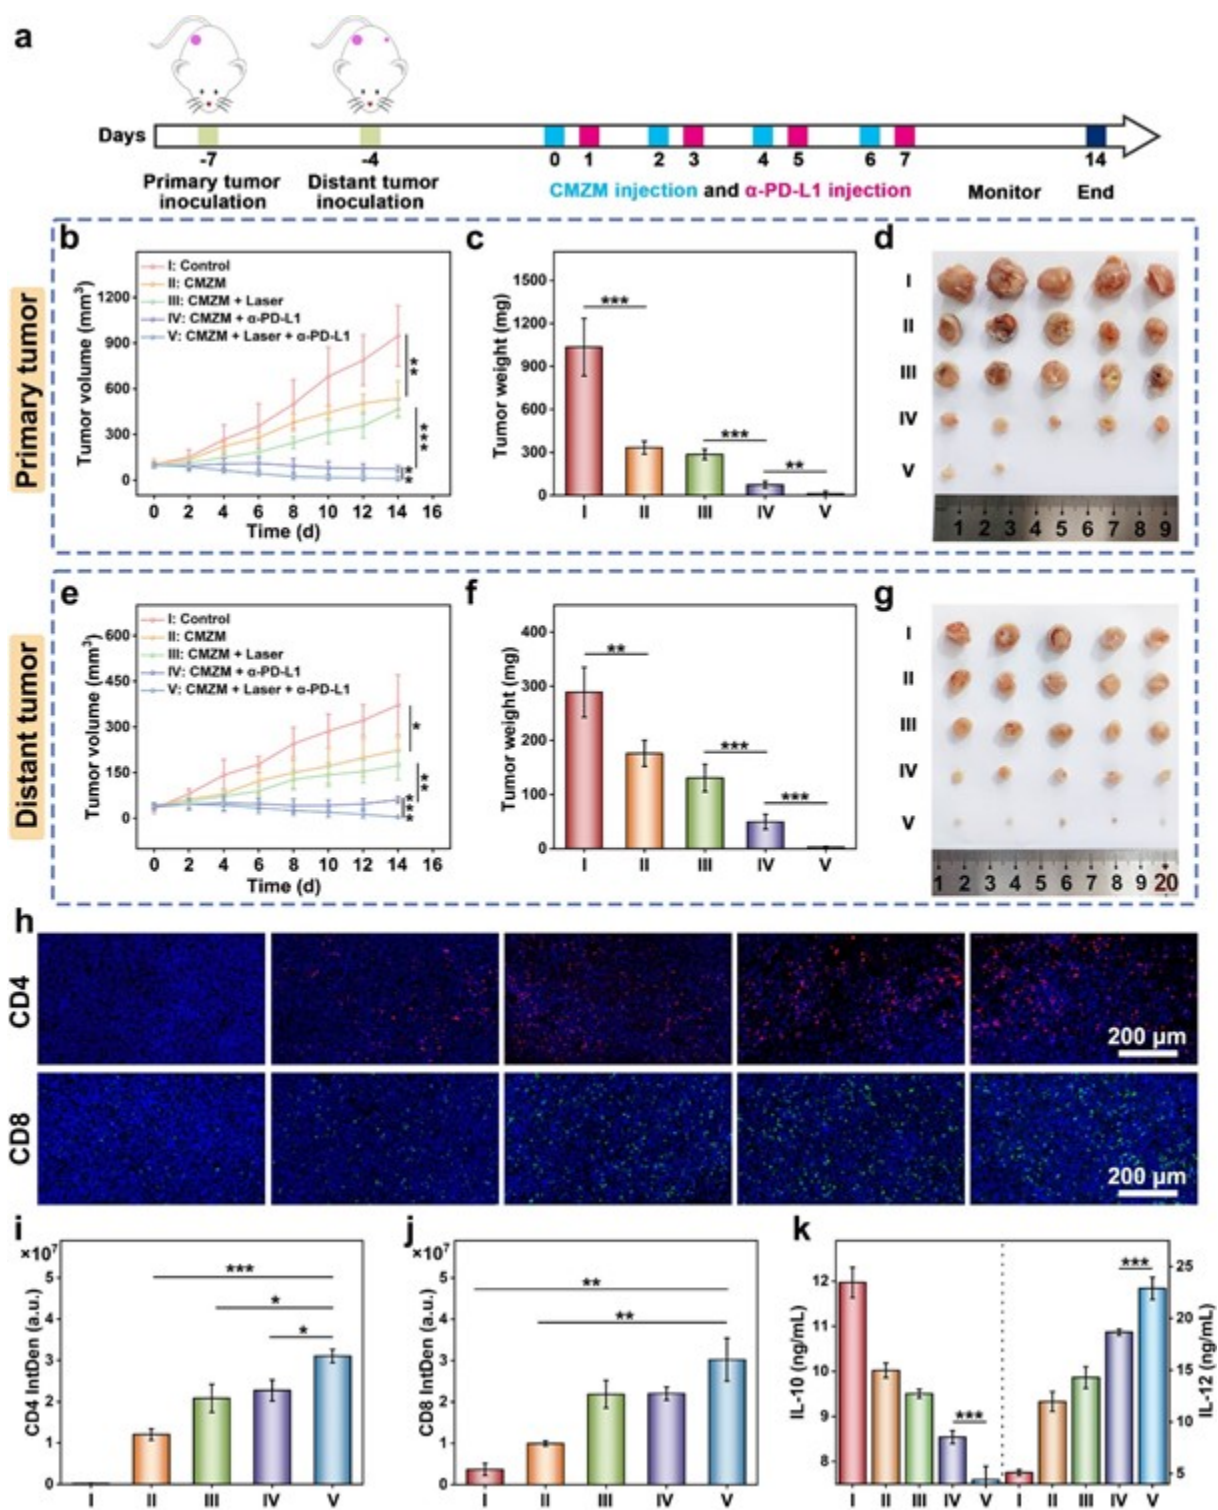 a
Days
-7
-4
0 1 2 3 4 5 6 7
14
Primary tumor
inoculation
Distant tumor
inoculation
CMZM injection and α-PD-L1 injection
Monitor
End
Primary tumor
b
Tumor volume (mm³)
1200
900
600
300
0
I: Control
II: CMZM
III: CMZM + Laser
IV: CMZM + α-PD-L1
V: CMZM + Laser + α-PD-L1
**
***
**
0 2 4 6 8 10 12 14 16
Time (d)
c
Tumor weight (mg)
1500
1200
900
600
300
0
***
***
**
I II III IV V
d
I
II
III
IV
V
1 2 3 4 5 6 7 8 9
Distant tumor
e
Tumor volume (mm³)
600
450
300
150
0
I: Control
II: CMZM
III: CMZM + Laser
IV: CMZM + α-PD-L1
V: CMZM + Laser + α-PD-L1
*
**
***
0 2 4 6 8 10 12 14 16
Time (d)
f
Tumor weight (mg)
400
300
200
100
0
**
***
***
I II III IV V
g
I
II
III
IV
V
1 2 3 4 5 6 7 8 9 20
h
CD4
200 μm
CD8
200 μm
i
×10⁷
CD4 IntDen (a.u.)
5
4
3
2
1
0
***
*
*
I II III IV V
j
×10⁷
CD8 IntDen (a.u.)
5
4
3
2
1
0
**
**
I II III IV V
k
IL-10 (ng/mL)
12
11
10
9
8
***
***
25
20
15
10
5
IL-12 (ng/mL)
I II III IV V I II III IV V